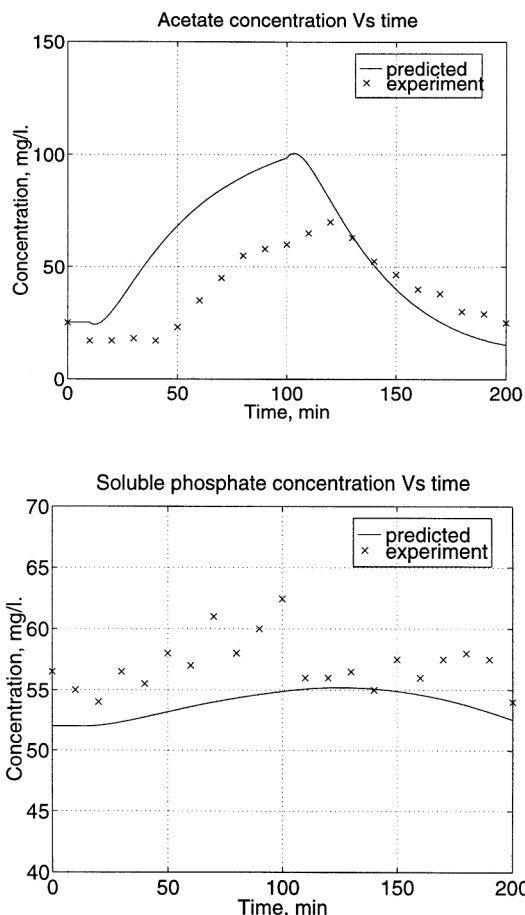 Acetate concentration Vs time
150
100
50
0
Concentration, mg/l.
predicted
experiment
0 50 100 150 200
Time, min
Soluble phosphate concentration Vs time
70
65
60
55
50
45
40
Concentration, mg/l.
predicted
experiment
0 50 100 150 200
Time, min